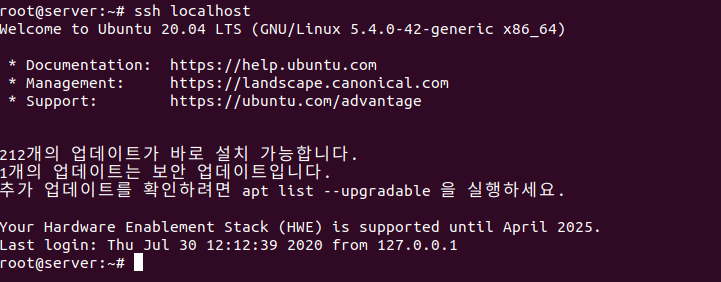 root@server:~# ssh localhost
Welcome to Ubuntu 20.04 LTS (GNU/Linux 5.4.0-42-generic x86_64)
* Documentation:  https://help.ubuntu.com
* Management:     https://landscape.canonical.com
* Support:        https://ubuntu.com/advantage
212개의 업데이트가 바로 설치 가능합니다.
1개의 업데이트는 보안 업데이트입니다.
추가 업데이트를 확인하려면 apt list --upgradable 을 실행하세요.
Your Hardware Enablement Stack (HWE) is supported until April 2025.
Last login: Thu Jul 30 12:12:39 2020 from 127.0.0.1
root@server:~#